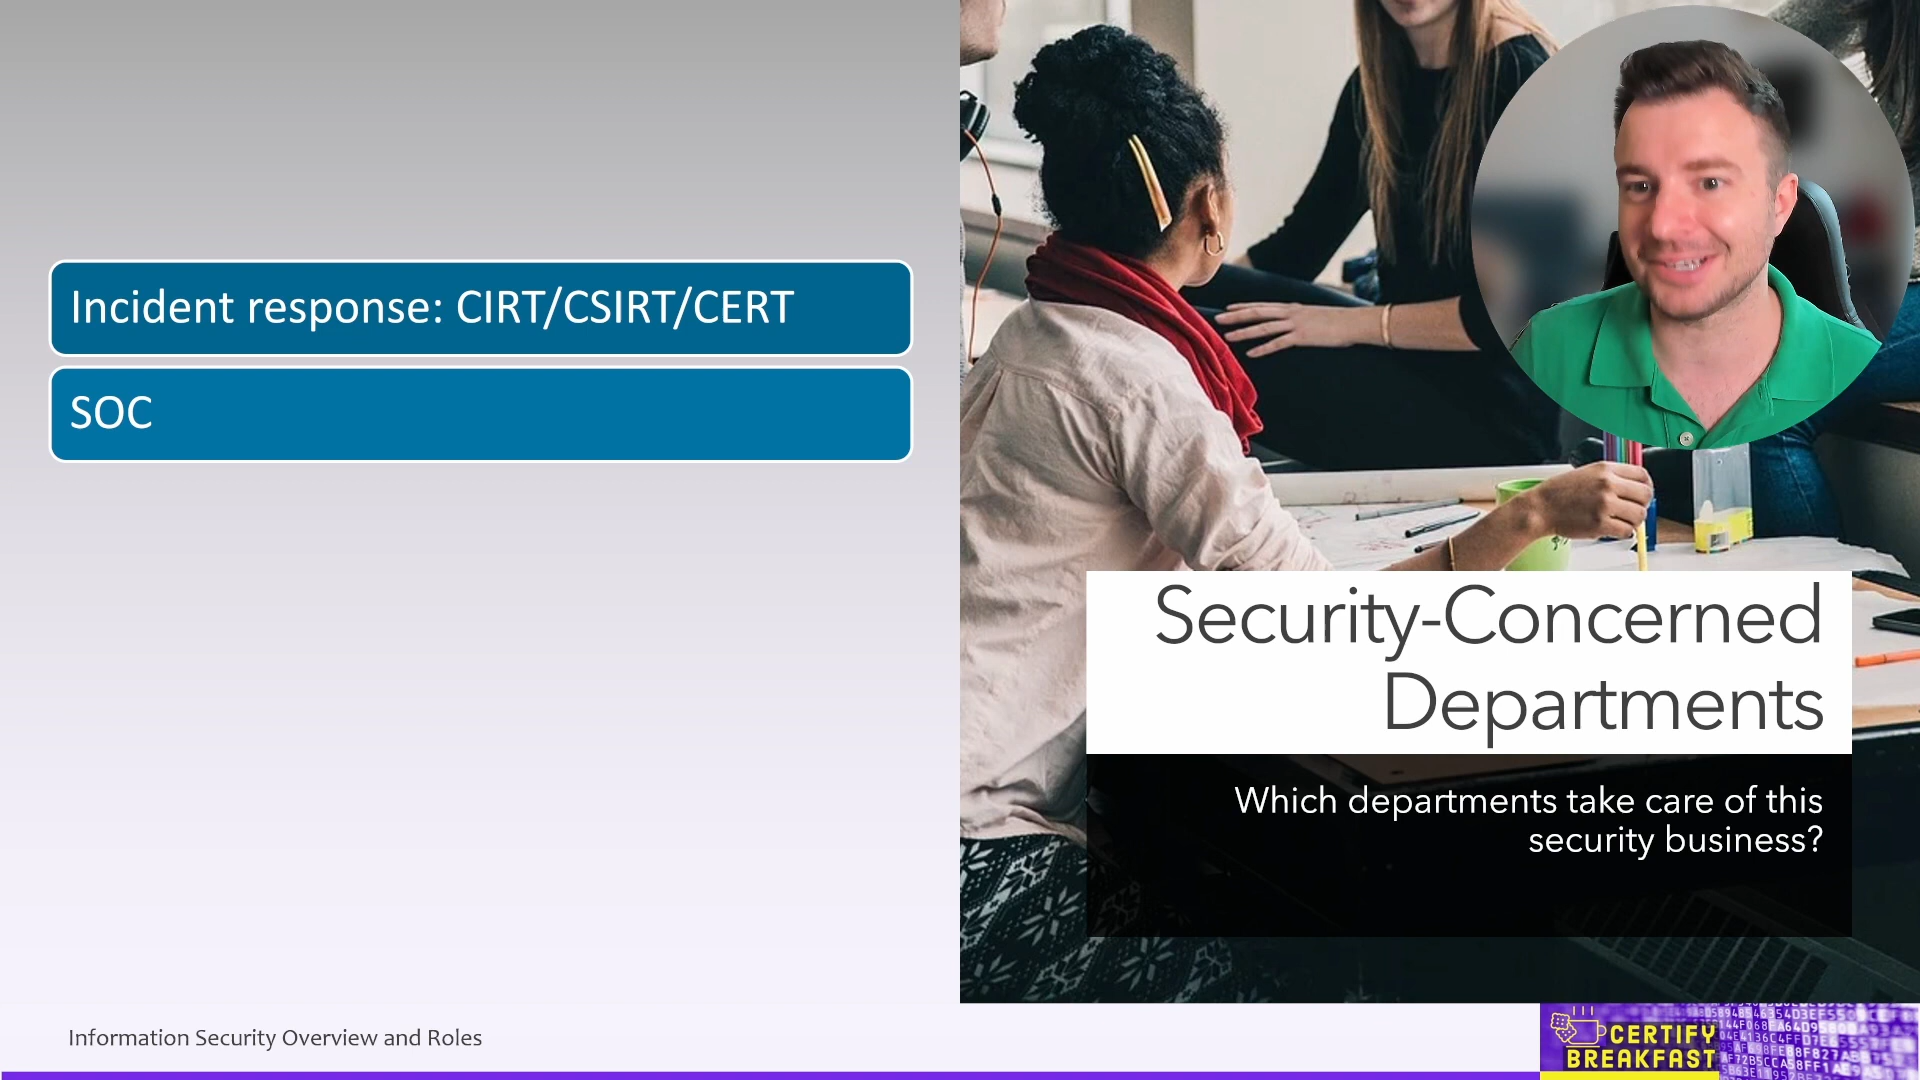 Incident response: CIRT/CSIRT/CERT
SOC
Security-Concerned
Departments
Which departments take care of this
security business?
Information Security Overview and Roles
CERTIFY
BREAKFAST